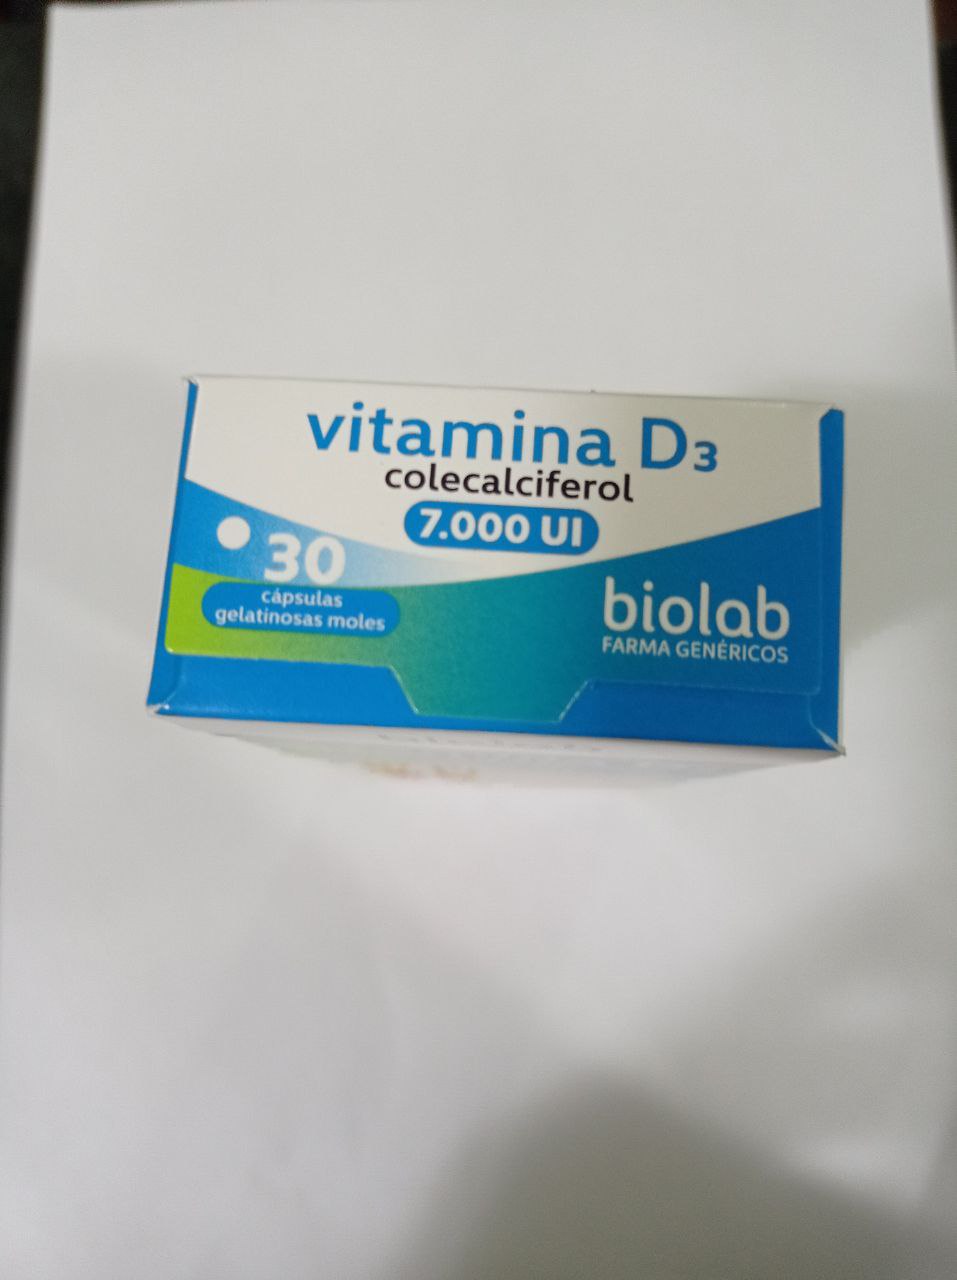 vitamina D3
colecalciferol
7.000 UI
30
cápsulas
gelatinosas moles
biolab
FARMA GENÉRICOS